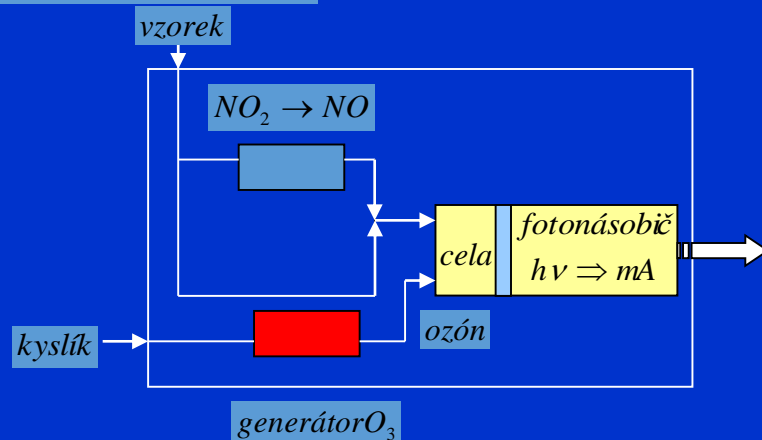 vzorek
NO₂ → NO
fotonásobič
cela
hν ⇒ mA
ozón
kyslík
generátorO₃